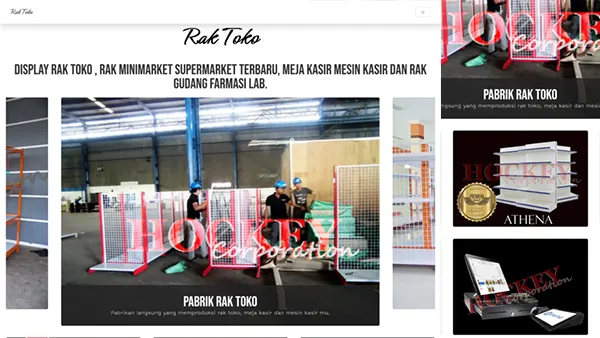 Rak Toko
Rak Toko
DISPLAY RAK TOKO , RAK MINIMARKET SUPERMARKET TERBARU, MEJA KASIR MESIN KASIR DAN RAK
GUDANG FARMASI LAB.
HOCKEY
Corporation
PABRIK RAK TOKO
Pabrikan langsung yang memproduksi rak toko, meja kasir dan mesin kasir mu.
HOCKEY
Corporation
PABRIK RAK TOKO
langsung yang memproduksi rak toko, meja kasir dan mesin
HOCKEY
Corporation
ATHENA
HOCKEY
Corporation